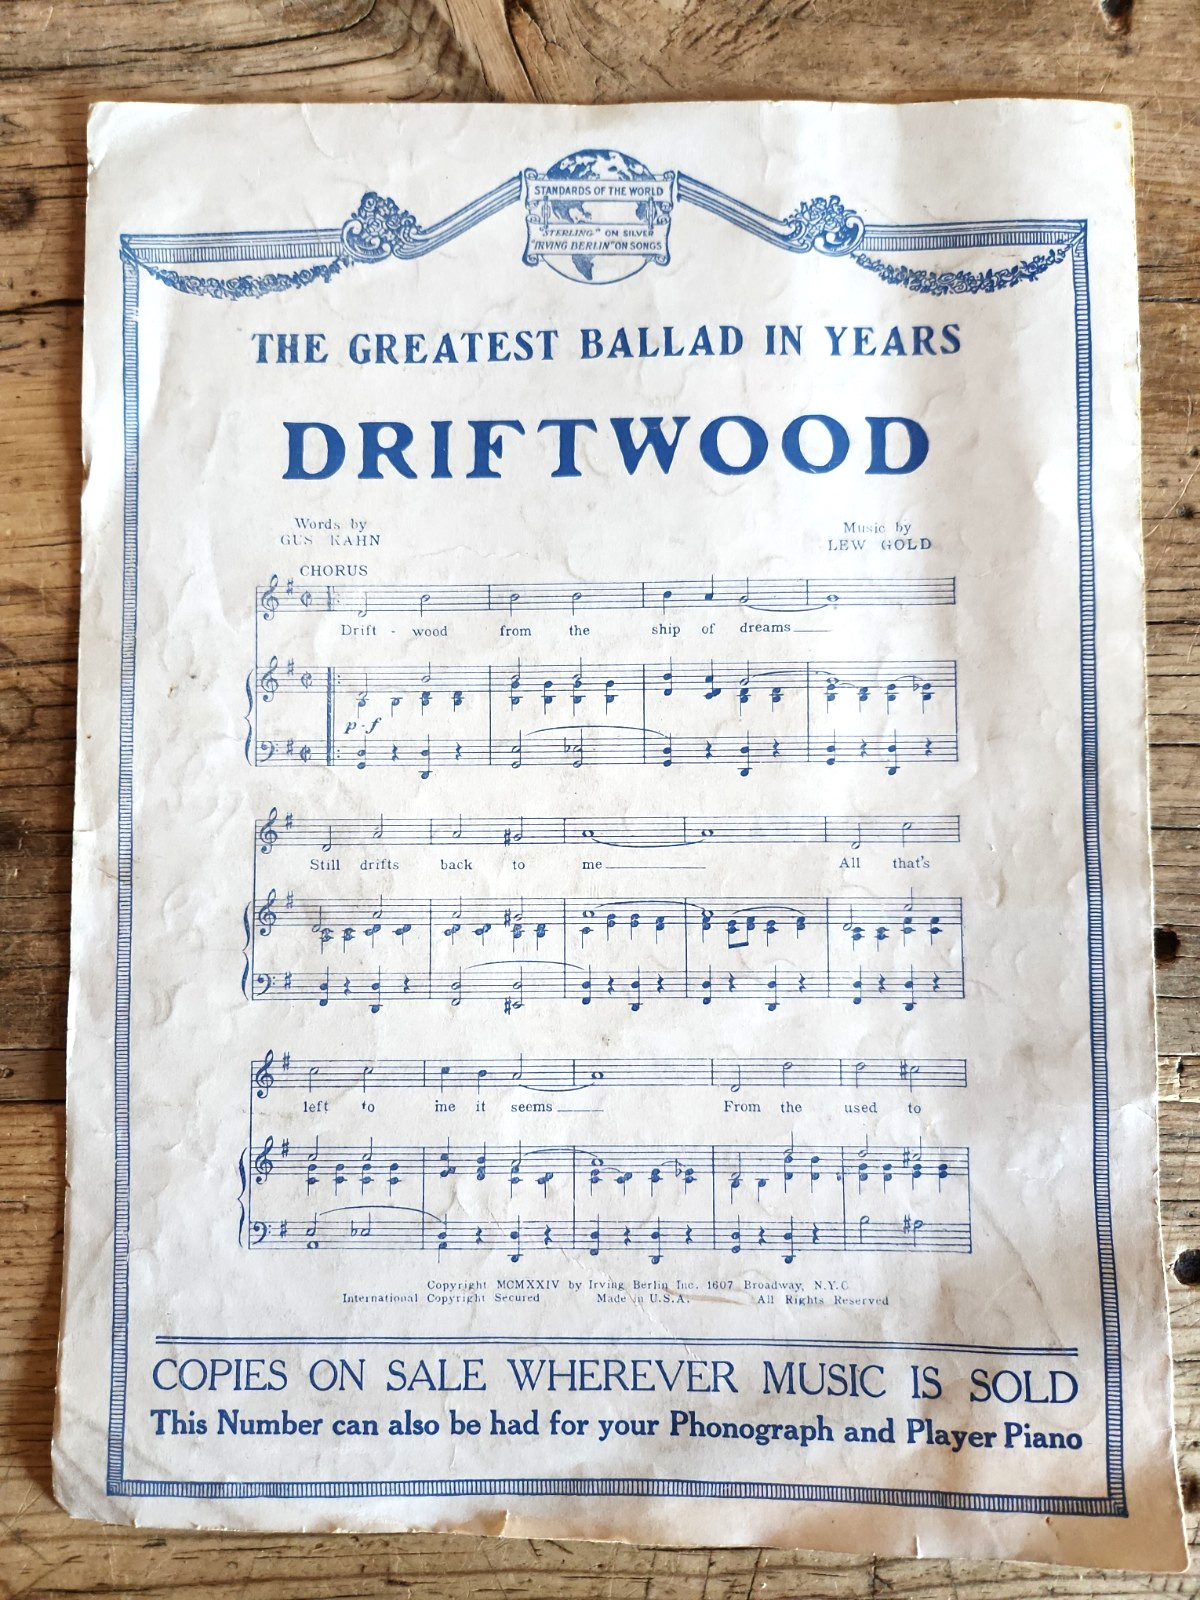 STANDARDS OF THE WORLD
"STERLING" ON SILVER
"IRVING BERLIN" ON SONGS
THE GREATEST BALLAD IN YEARS
DRIFTWOOD
Words by
GUS KAHN
Music by
LEW GOLD
CHORUS
Drift - wood from the ship of dreams
p-f
Still drifts back to me All that's
left to me it seems From the used to
Copyright MCMXXIV by Irving Berlin Inc. 1607 Broadway, N.Y.C
International Copyright Secured Made in U.S.A. All Rights Reserved
COPIES ON SALE WHEREVER MUSIC IS SOLD
This Number can also be had for your Phonograph and Player Piano